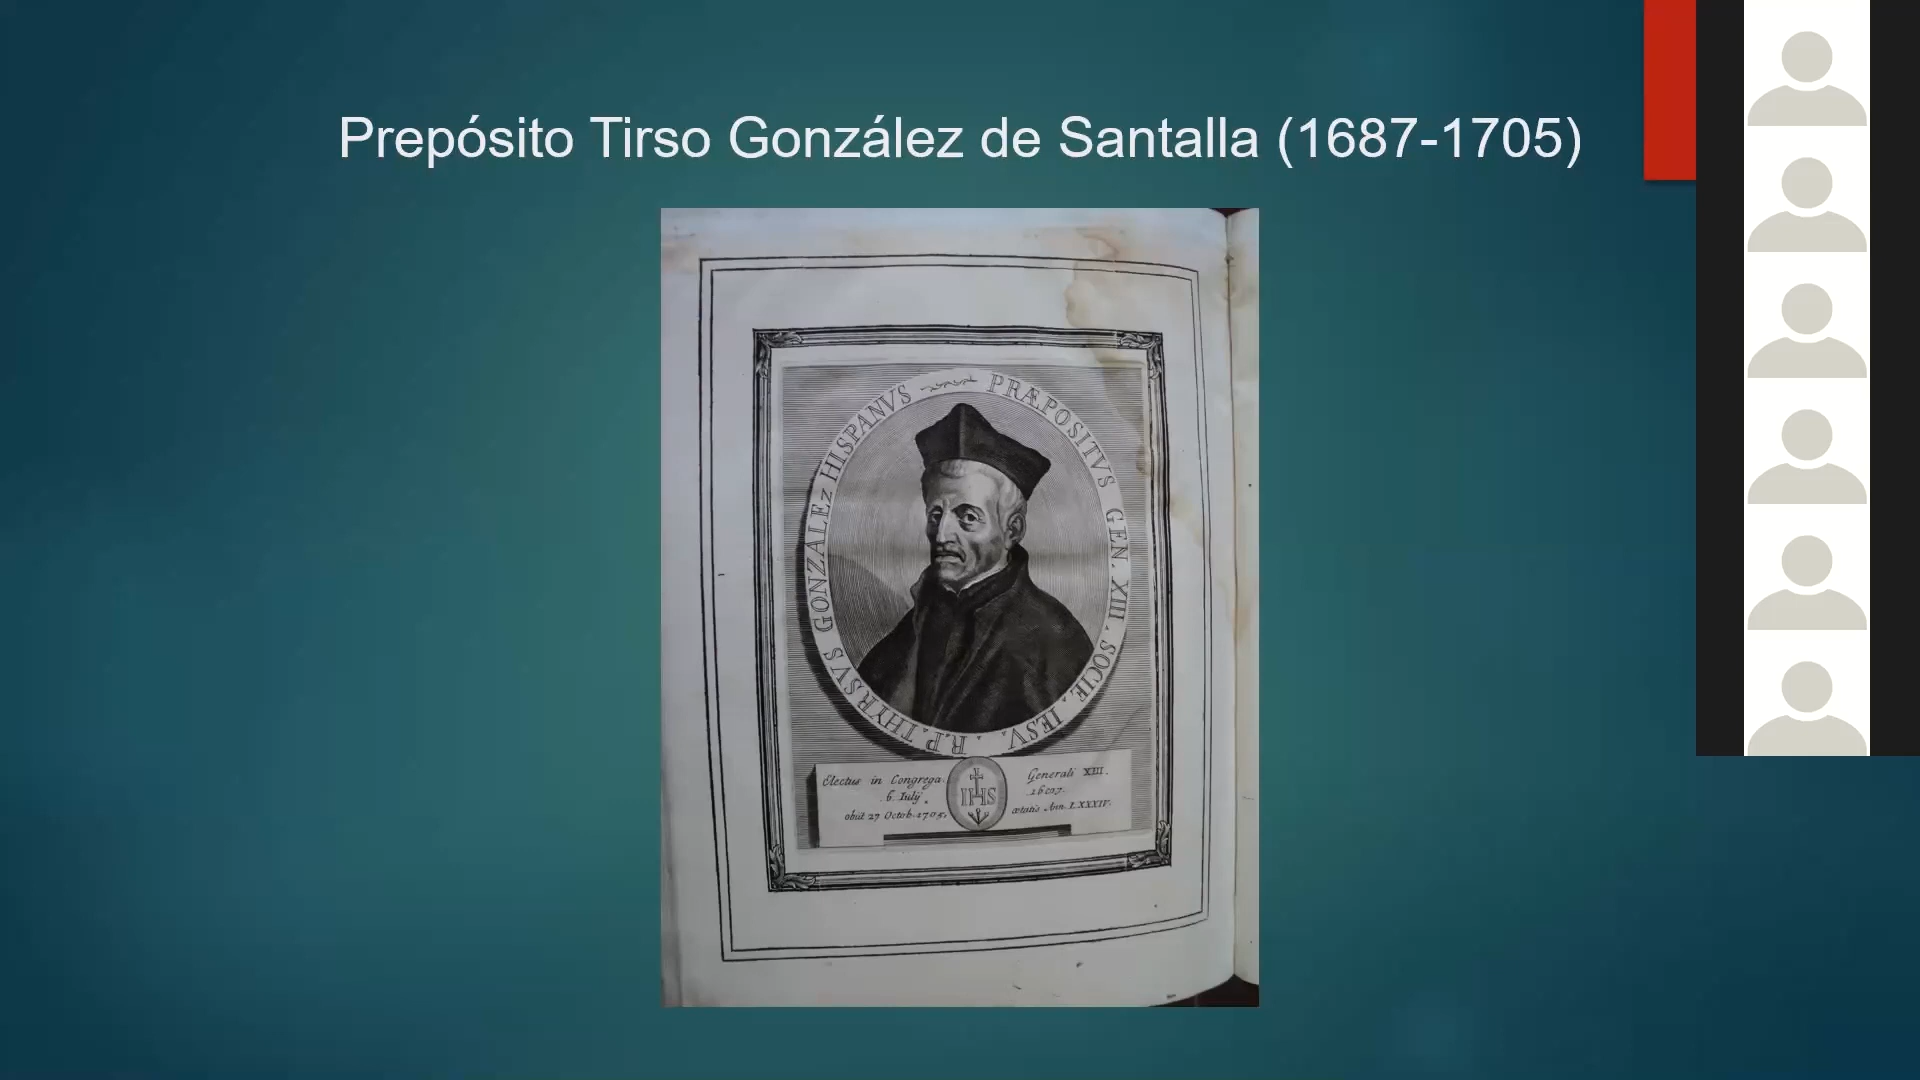 Prepósito Tirso González de Santalla (1687-1705)
R.P. THYRSVS GONZALEZ HISPANVS
PRÆPOSITVS GEN. XIII. SOCIE. IESV.
Electus in Congrega. Generali XIII.
6. Iulij
IHS
obiit 27 Octob. 1705. ætatis Ann. LXXXIV.